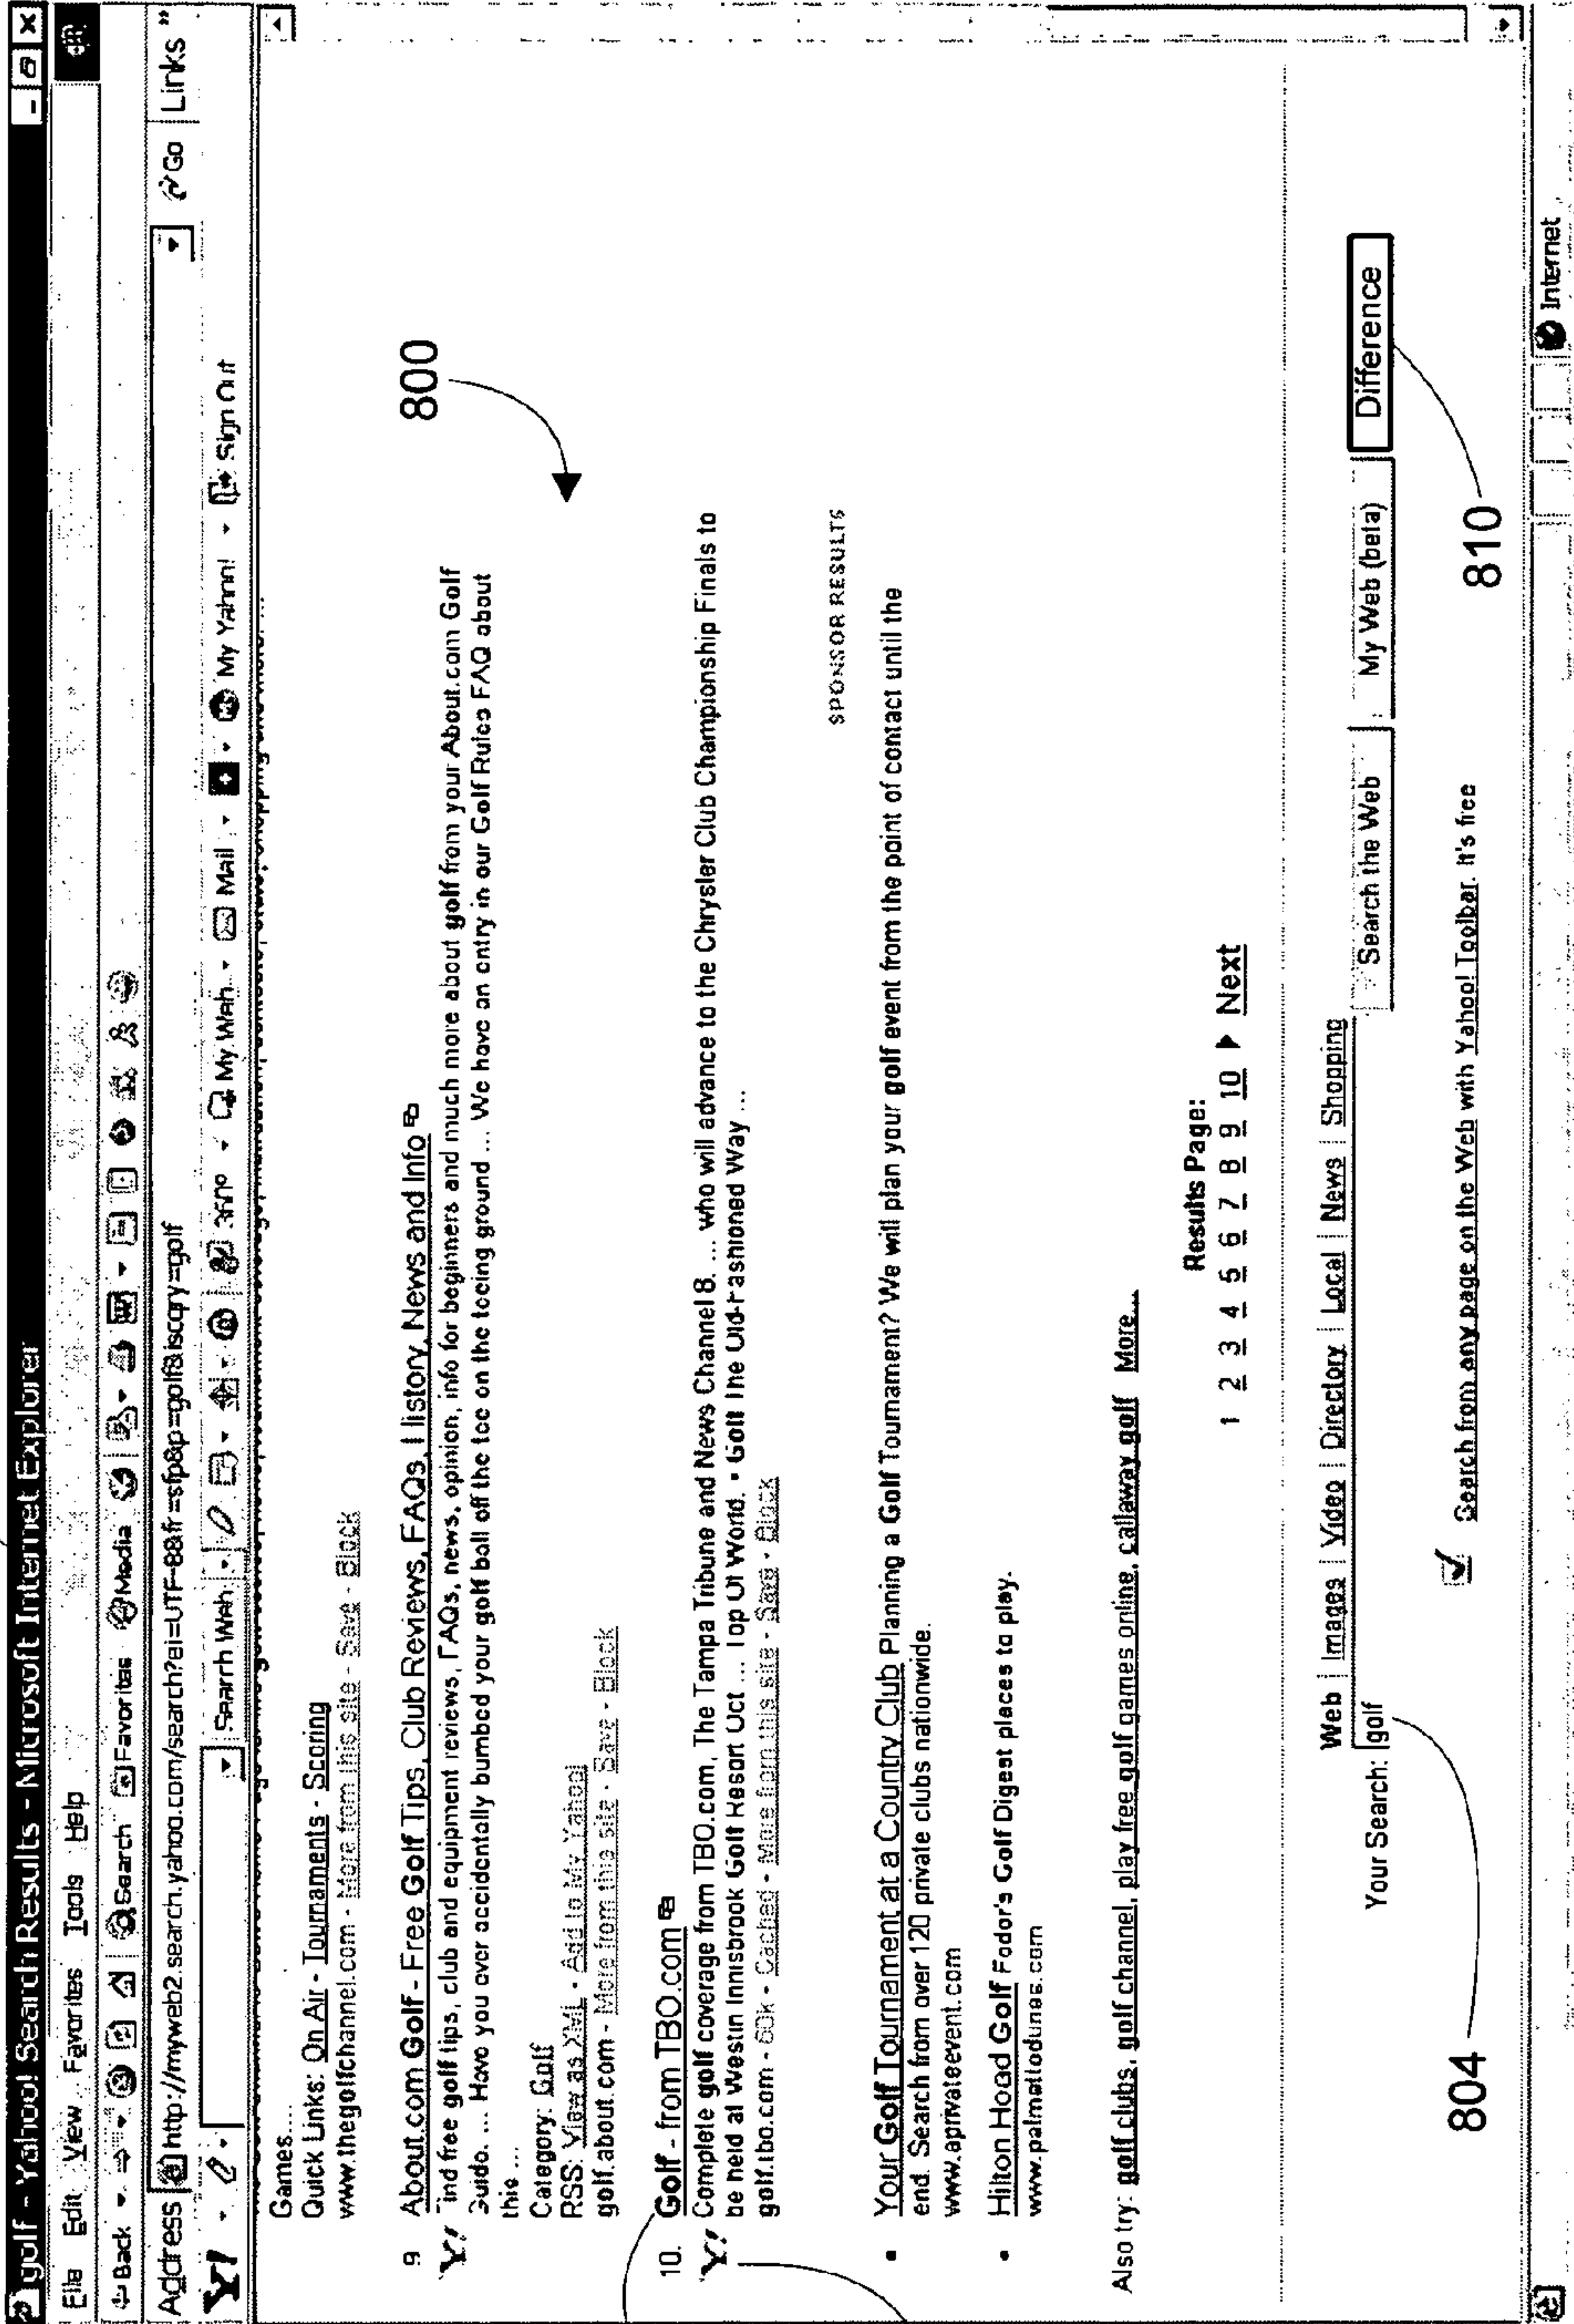 golf - Yahoo! Search Results - Microsoft Internet Explorer
File Edit View Favorites Tools Help
Back Search Favorites Media
Address http://myweb2.search.yahoo.com/search?ei=UTF-8&fr=sfp&p=golf&iscqry=golf Go Links »
Y! Search Web 360° My Web Mail My Yahoo! Sign Out
Games...
Quick Links: On Air - Tournaments - Scoring
www.thegolfchannel.com - More from this site - Save - Block
800
9. About.com Golf - Free Golf Tips, Club Reviews, FAQs, History, News and Info
Y! Find free golf tips, club and equipment reviews, FAQs, news, opinion, info for beginners and much more about golf from your About.com Golf
Guide. ... Have you ever accidentally bumbed your golf ball off the tee on the teeing ground ... We have an entry in our Golf Rules FAQ about
this ...
Category: Golf
RSS: View as XML - Add to My Yahoo!
golf.about.com - More from this site - Save - Block
10. Golf - from TBO.com
Y! Complete golf coverage from TBO.com, The Tampa Tribune and News Channel 8. ... who will advance to the Chrysler Club Championship Finals to
be held at Westin Innisbrook Golf Resort Oct ... Top Of World. • Golf The Old-Fashioned Way ...
golf.tbo.com - 60k - Cached - More from this site - Save - Block
SPONSOR RESULTS
• Your Golf Tournament at a Country Club Planning a Golf Tournament? We will plan your golf event from the point of contact until the
end. Search from over 120 private clubs nationwide.
www.aprivateevent.com
• Hilton Head Golf Fodor's Golf Digest places to play.
www.palmettodunes.com
Also try: golf clubs, golf channel, play free golf games online, callaway golf More...
Results Page:
1 2 3 4 5 6 7 8 9 10 ▶ Next
Web | Images | Video | Directory | Local | News | Shopping
Your Search: golf Search the Web My Web (beta) Difference
Search from any page on the Web with Yahoo! Toolbar. It's free
804
810
Internet